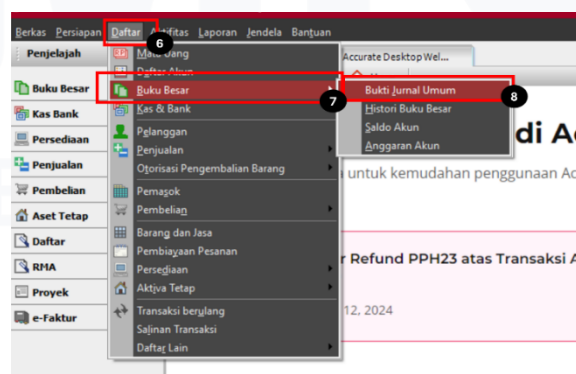 Berkas Persiapan Daftar Aktifitas Laporan Jendela Bantuan
6
Penjelajah
Mata Uang
Accurate Desktop Wel...
Daftar Akun
Buku Besar
Buku Besar
7
Bukti Jurnal Umum
8
Kas Bank
Kas & Bank
Histori Buku Besar
Persediaan
Pelanggan
Saldo Akun
di A
Penjualan
Penjualan
Anggaran Akun
Otorisasi Pengembalian Barang
untuk kemudahan penggunaan Ac
Pembelian
Pemasok
Aset Tetap
Pembelian
Daftar
Barang dan Jasa
Pembiayaan Pesanan
r Refund PPH23 atas Transaksi A
RMA
Persediaan
Proyek
Aktiva Tetap
e-Faktur
Transaksi berulang
12, 2024
Salinan Transaksi
Daftar Lain